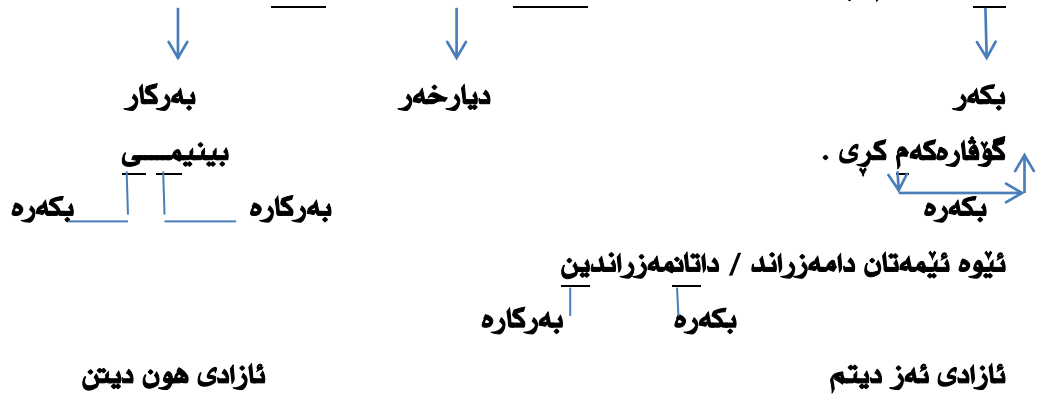 بکەر دیارخەر بەرکار
گۆڤارەکەم کڕی . بینیمــــی
بکەرە بەرکارە بکەرە
ئێوە ئێمەتان دامەزراند / داتانمەزراندین
بکەرە بەرکارە
ئازادی ئەز دیتم ئازادی هون دیتن